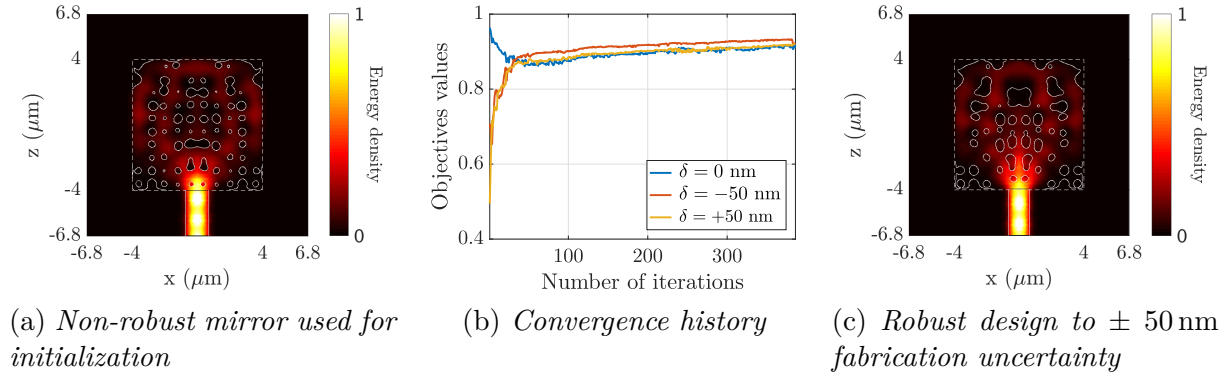 6.8
4
-4
-6.8
z (μm)
-6.8
-4
4
6.8
x (μm)
1
0
Energy density
(a) Non-robust mirror used for
initialization
1
0.8
0.6
0.4
Objectives values
100
200
300
Number of iterations
δ = 0 nm
δ = −50 nm
δ = +50 nm
(b) Convergence history
6.8
4
-4
-6.8
z (μm)
-6.8
-4
4
6.8
x (μm)
1
0
Energy density
(c) Robust design to ± 50 nm
fabrication uncertainty